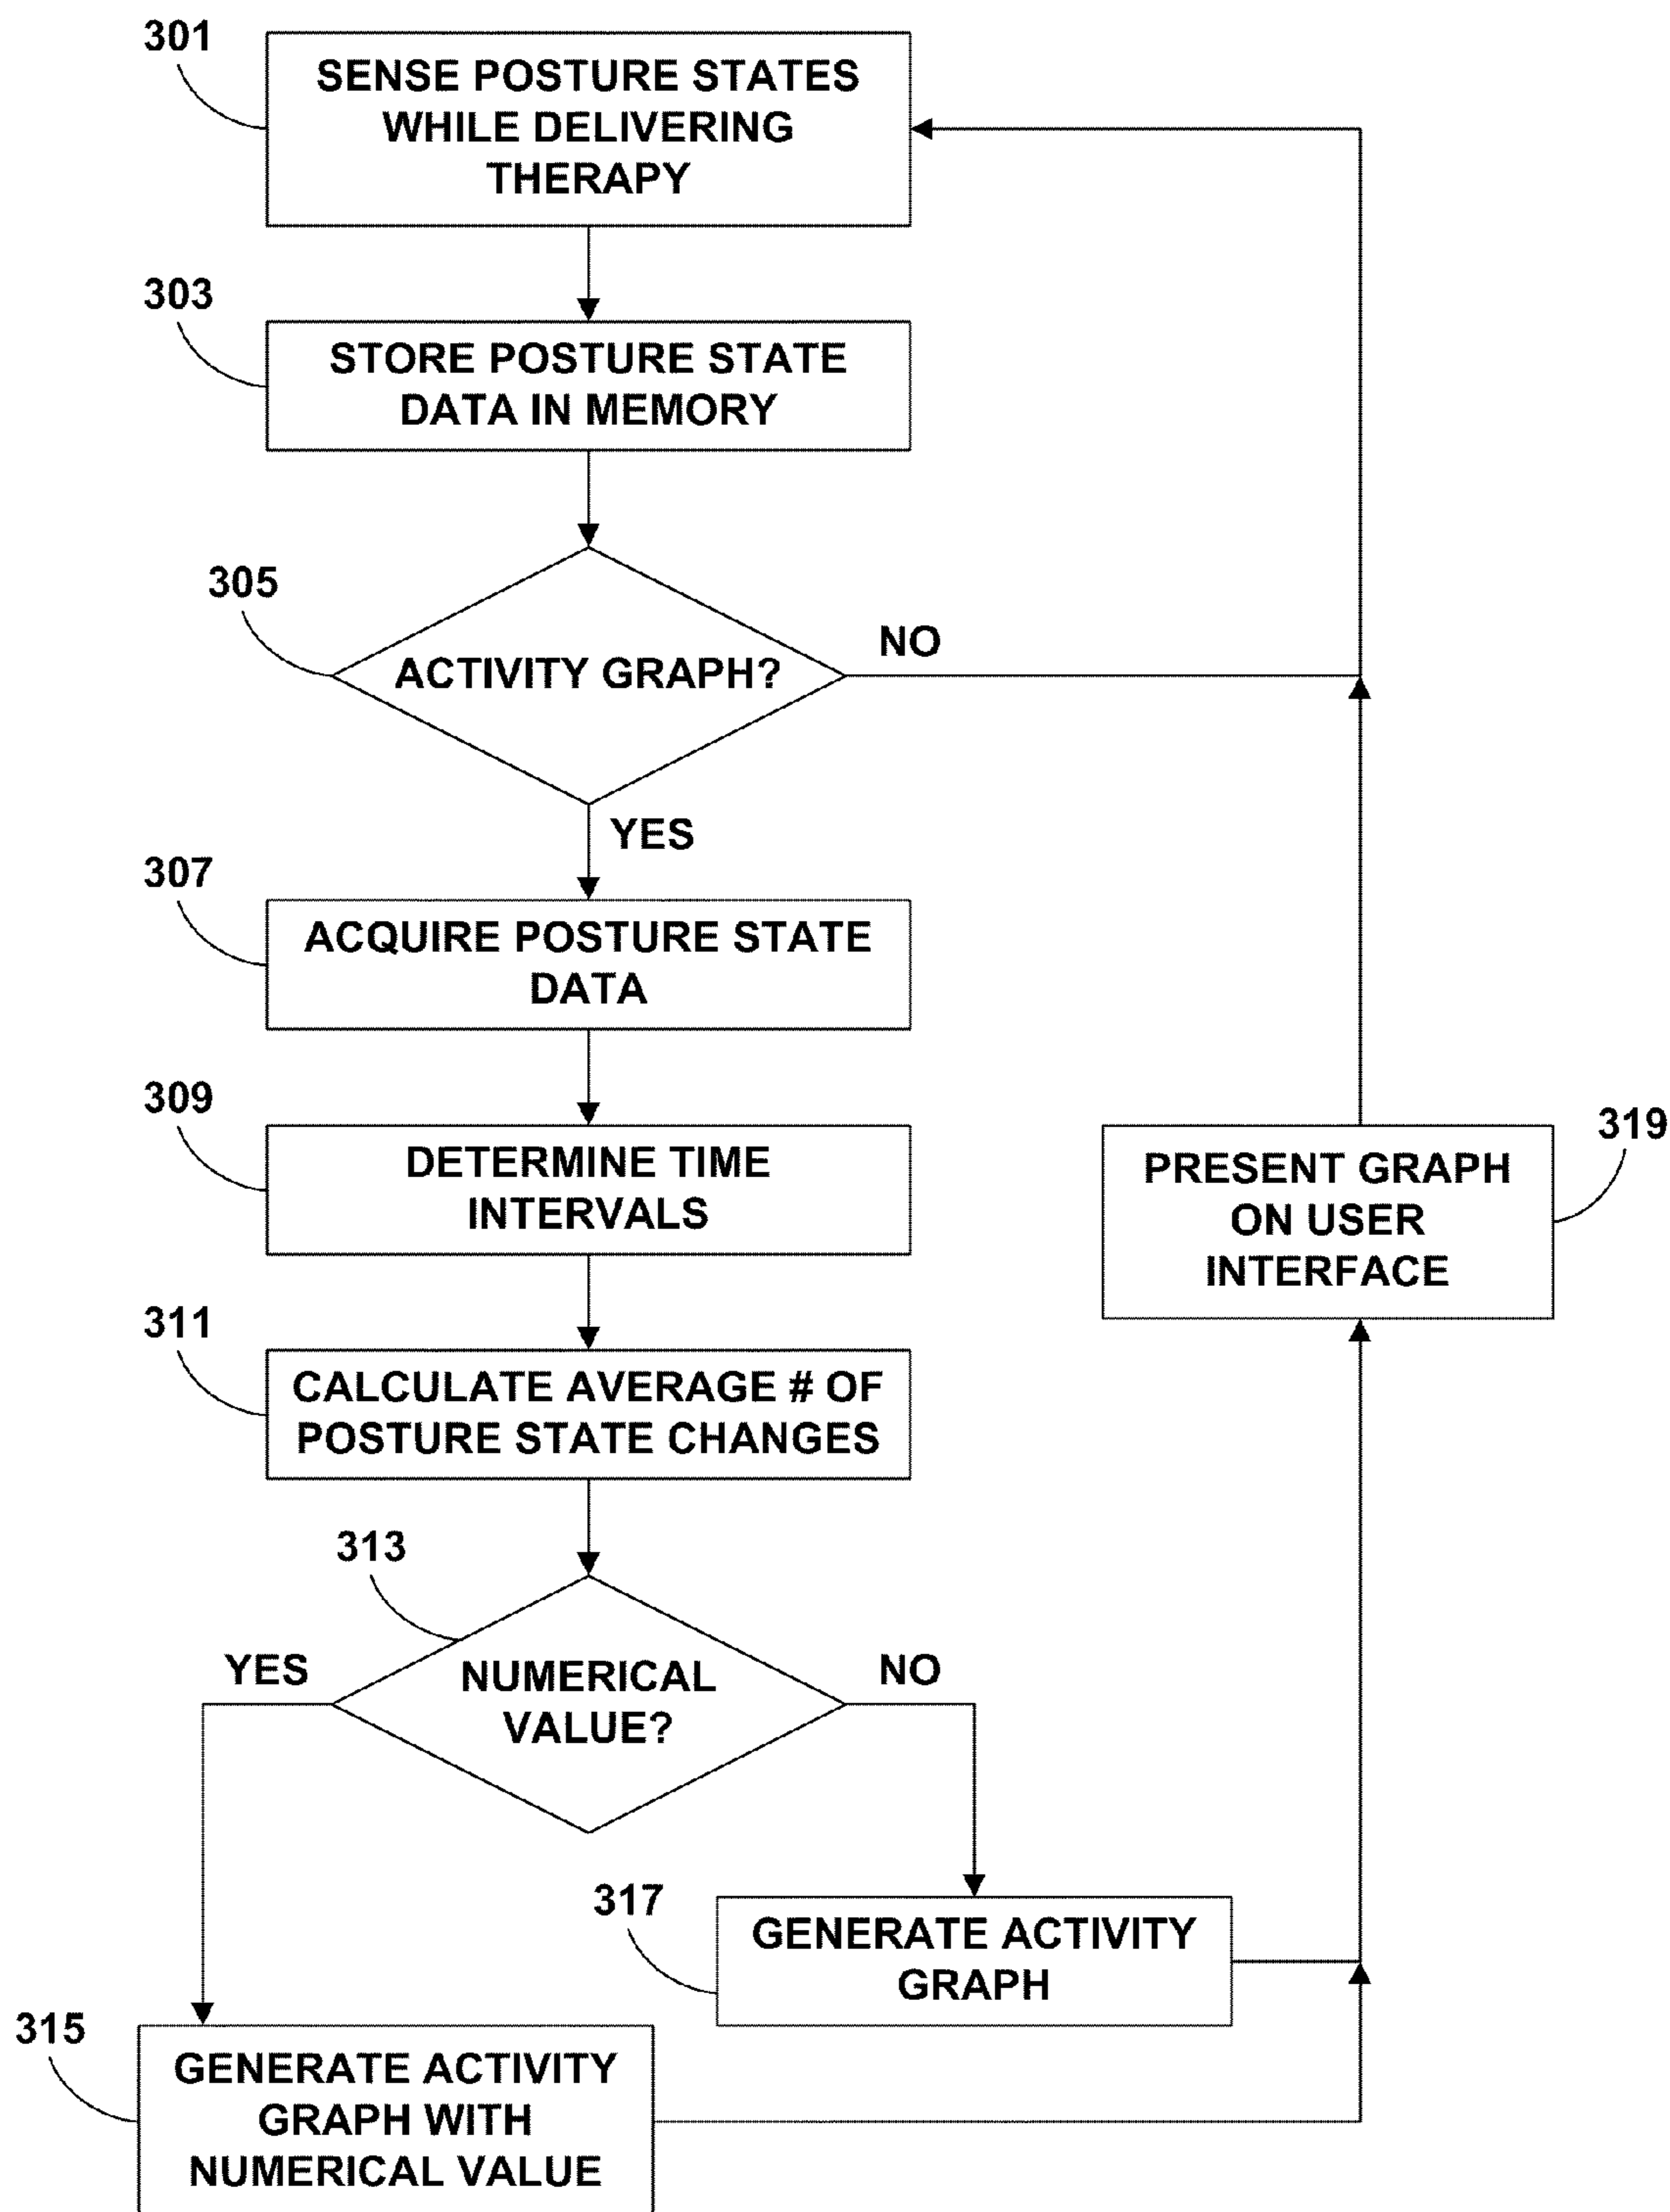 301
SENSE POSTURE STATES
WHILE DELIVERING
THERAPY
303
STORE POSTURE STATE
DATA IN MEMORY
305
ACTIVITY GRAPH?
NO
YES
307
ACQUIRE POSTURE STATE
DATA
309
DETERMINE TIME
INTERVALS
319
PRESENT GRAPH
ON USER
INTERFACE
311
CALCULATE AVERAGE # OF
POSTURE STATE CHANGES
313
YES
NUMERICAL
VALUE?
NO
317
GENERATE ACTIVITY
GRAPH
315
GENERATE ACTIVITY
GRAPH WITH
NUMERICAL VALUE